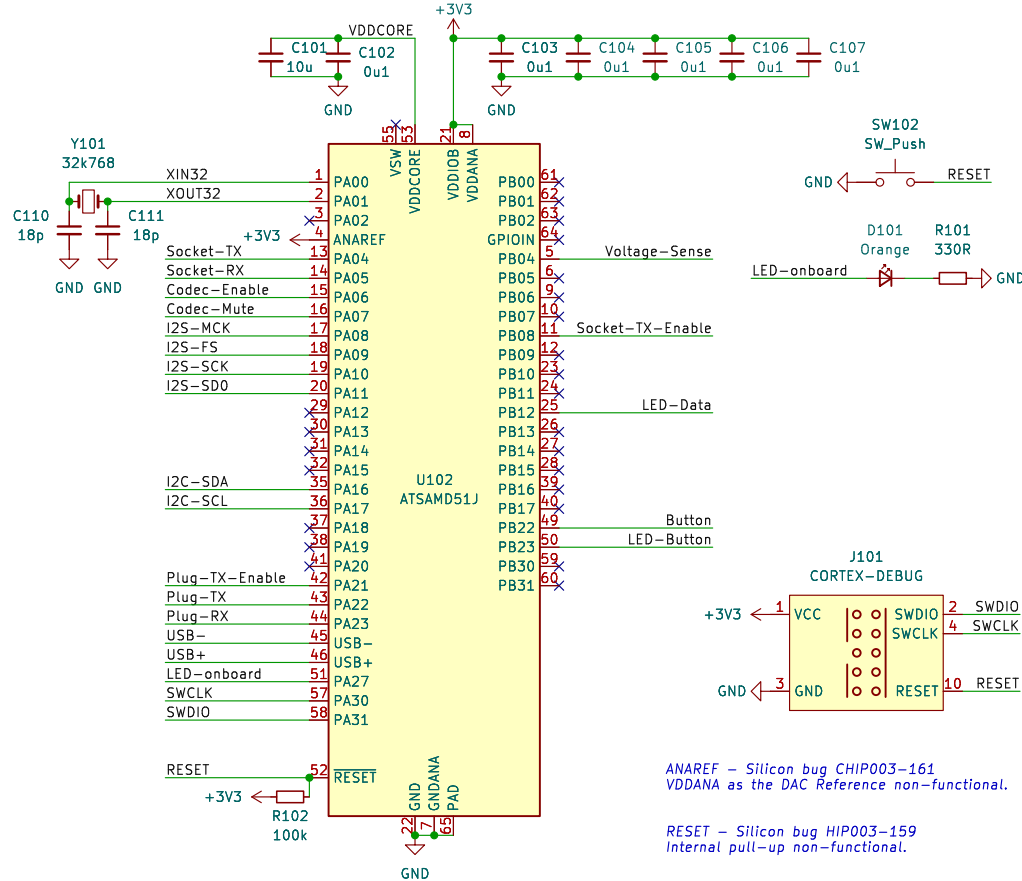 +3V3
VDDCORE
C101
10u
C102
0u1
C103
0u1
C104
0u1
C105
0u1
C106
0u1
C107
0u1
GND
GND
55
53
21
8
VSW
VDDCORE
VDDIOB
VDDANA
Y101
32k768
XIN32
XOUT32
C110
18p
C111
18p
GND
GND
+3V3
Socket-TX
Socket-RX
Codec-Enable
Codec-Mute
I2S-MCK
I2S-FS
I2S-SCK
I2S-SDO
I2C-SDA
I2C-SCL
Plug-TX-Enable
Plug-TX
Plug-RX
USB-
USB+
LED-onboard
SWCLK
SWDIO
RESET
+3V3
R102
100k
1 PA00
2 PA01
3 PA02
4 ANAREF
13 PA04
14 PA05
15 PA06
16 PA07
17 PA08
18 PA09
19 PA10
20 PA11
29 PA12
30 PA13
31 PA14
32 PA15
35 PA16
36 PA17
37 PA18
38 PA19
41 PA20
42 PA21
43 PA22
44 PA23
45 USB-
46 USB+
51 PA27
57 PA30
58 PA31
52 RESET
U102
ATSAMD51J
PB00 61
PB01 62
PB02 63
GPIOIN 64
PB04 5 Voltage-Sense
PB05 6
PB06 9
PB07 10
PB08 11 Socket-TX-Enable
PB09 12
PB10 23
PB11 24
PB12 25 LED-Data
PB13 26
PB14 27
PB15 28
PB16 39
PB17 40
PB22 49 Button
PB23 50 LED-Button
PB30 59
PB31 60
GND
GNDANA
PAD
22
7
65
GND
SW102
SW_Push
GND
RESET
D101
Orange
R101
330R
LED-onboard
GND
J101
CORTEX-DEBUG
+3V3
1 VCC
SWDIO 2 SWDIO
SWCLK 4 SWCLK
GND
3 GND
RESET 10 RESET
ANAREF - Silicon bug CHIP003-161
VDDANA as the DAC Reference non-functional.
RESET - Silicon bug HIP003-159
Internal pull-up non-functional.